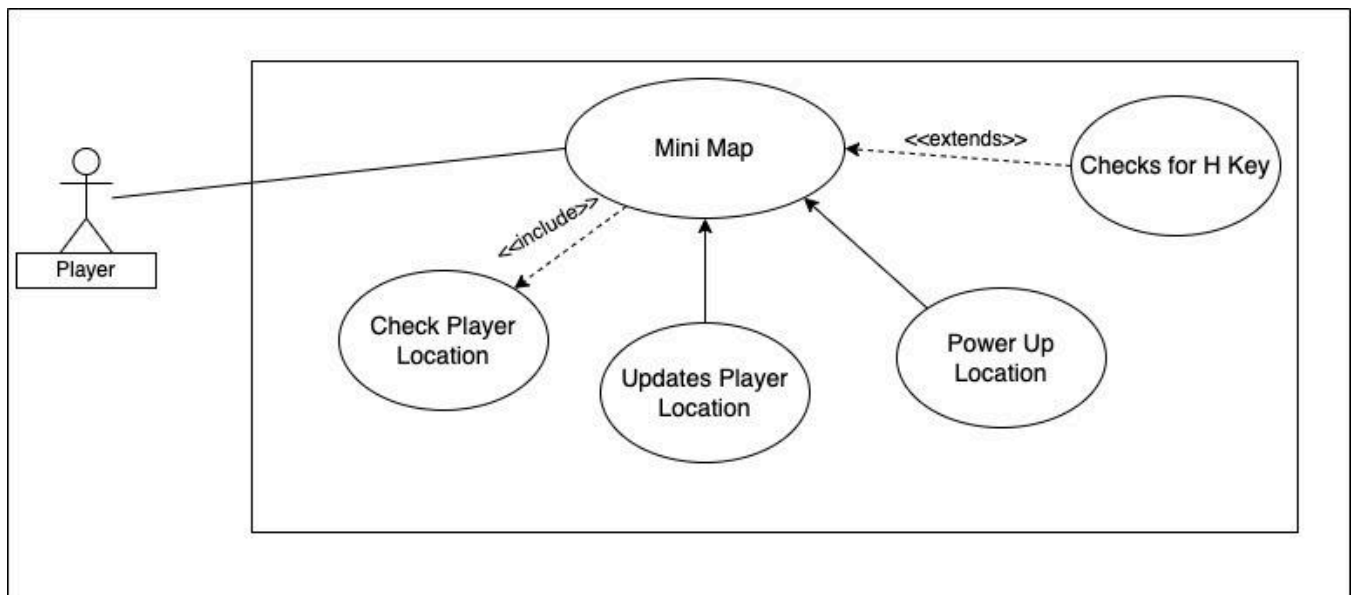 Mini Map
<<extends>>
Checks for H Key
<<include>>
Player
Check Player
Location
Updates Player
Location
Power Up
Location